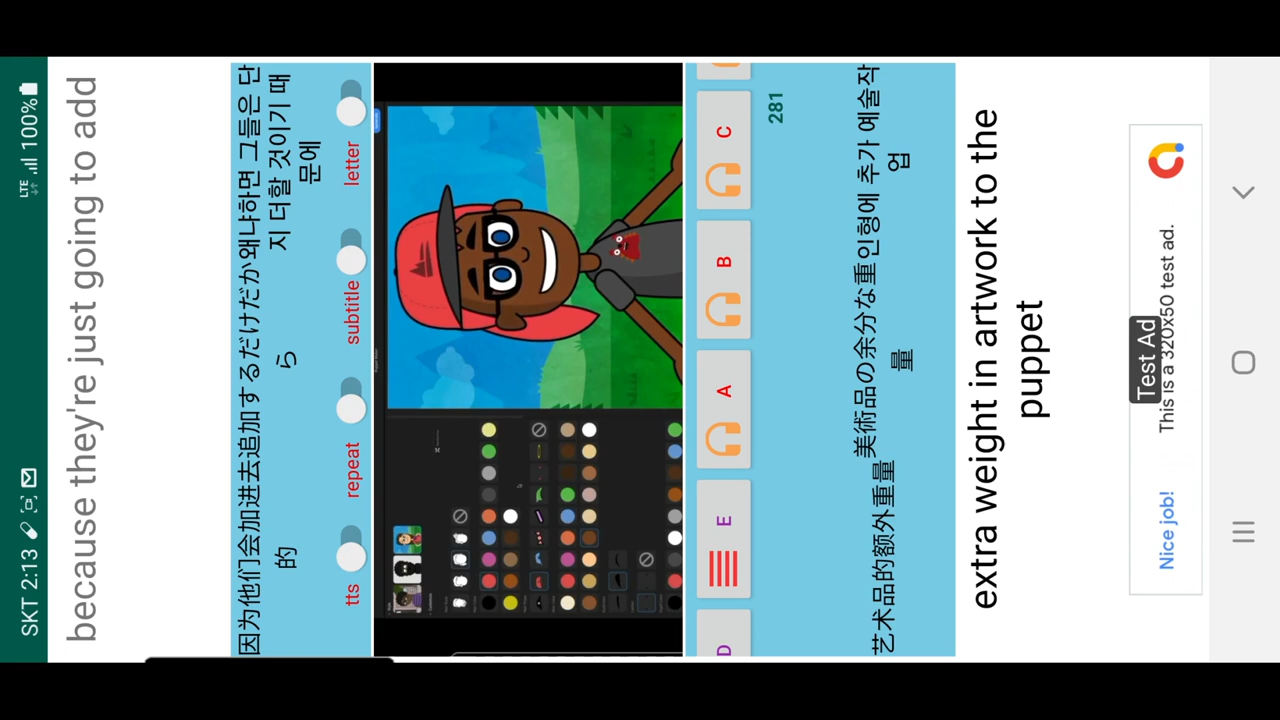 SKT 2:13 LTE 100%
because they're just going to add
因为他们会加进去
的
追加するだけだか
ら
왜냐하면 그들은 단
지 더할 것이기 때
문에
tts repeat subtitle letter
D E A B C
281
艺术品的额外重量
美術品の余分な重
量
인형에 추가 예술작
업
extra weight in artwork to the
puppet
Test Ad
Nice job! This is a 320x50 test ad.